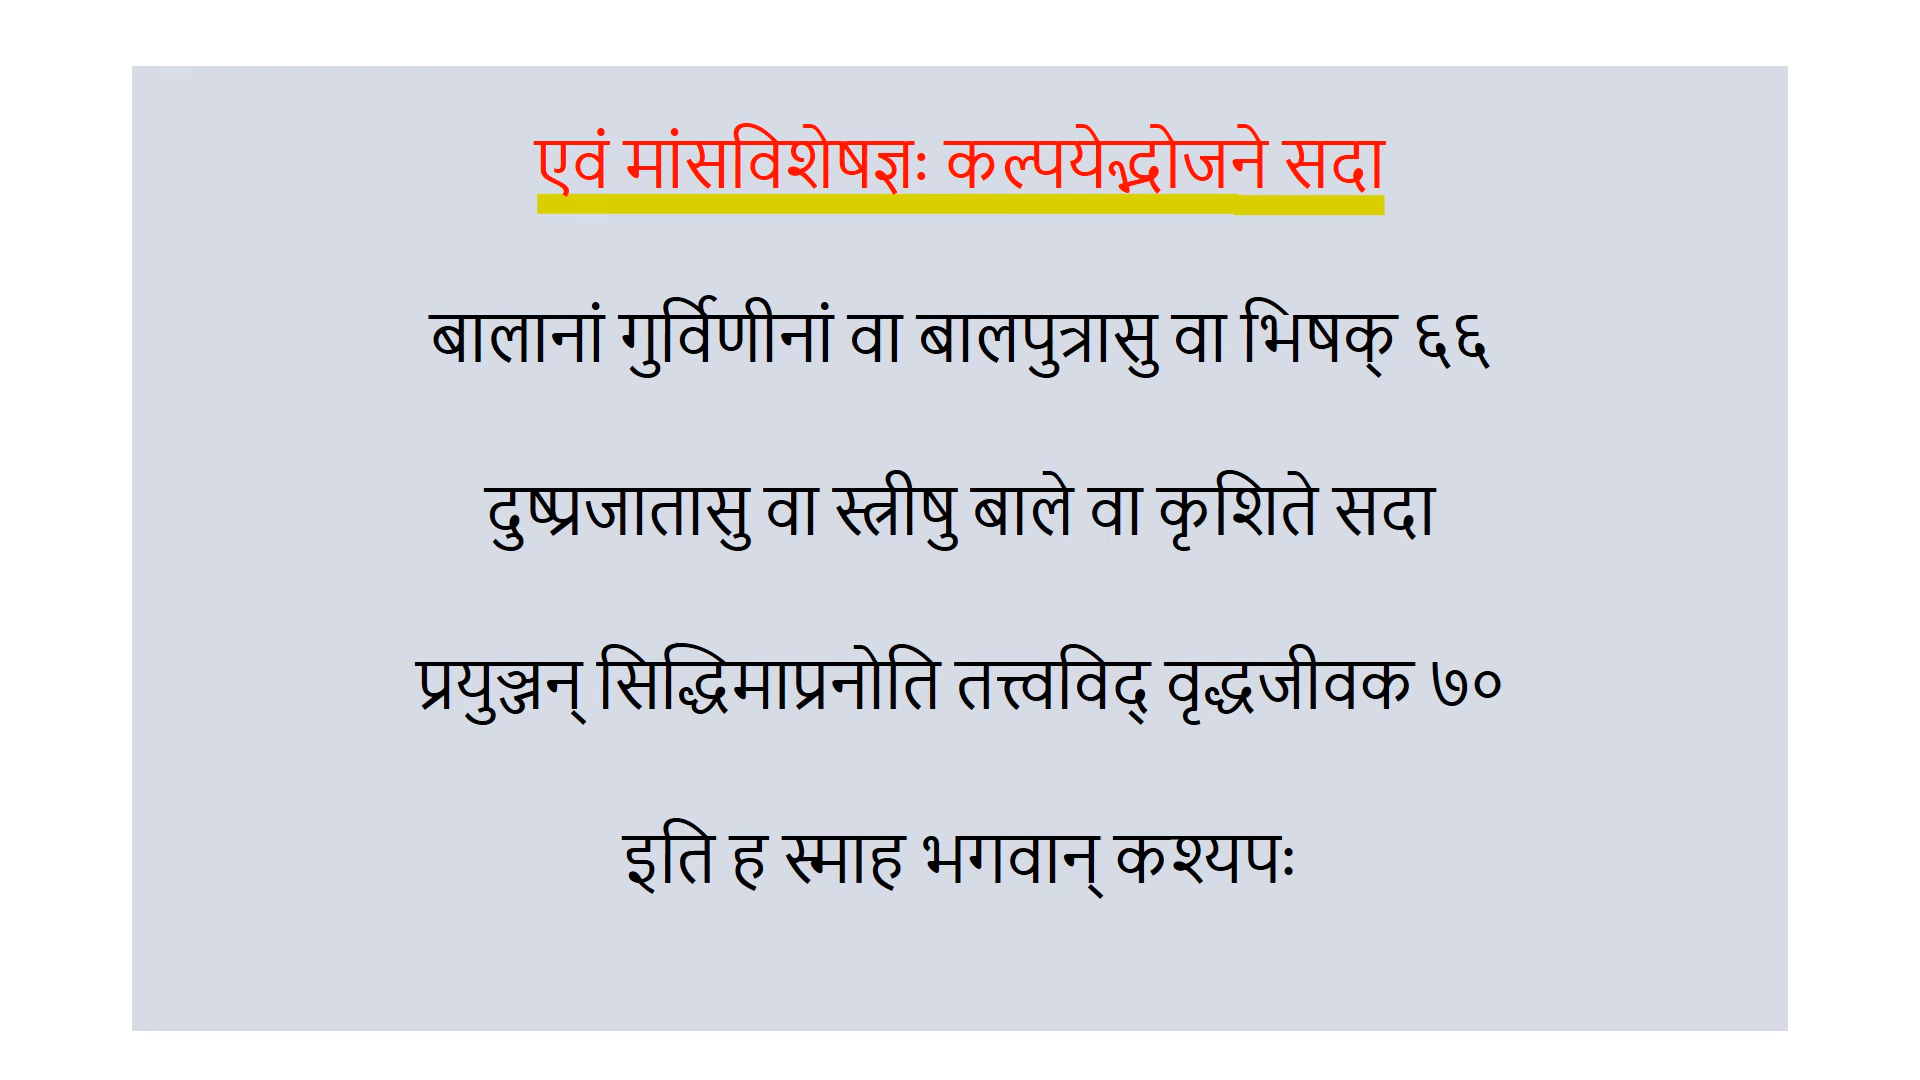 एवं मांसविशेषज्ञः कल्पयेद्भोजने सदा
बालानां गुर्विणीनां वा बालपुत्रासु वा भिषक् ६६
दुष्प्रजातासु वा स्त्रीषु बाले वा कृशिते सदा
प्रयुञ्जन् सिद्धिमाप्रनोति तत्त्वविद् वृद्धजीवक ७०
इति ह स्माह भगवान् कश्यपः